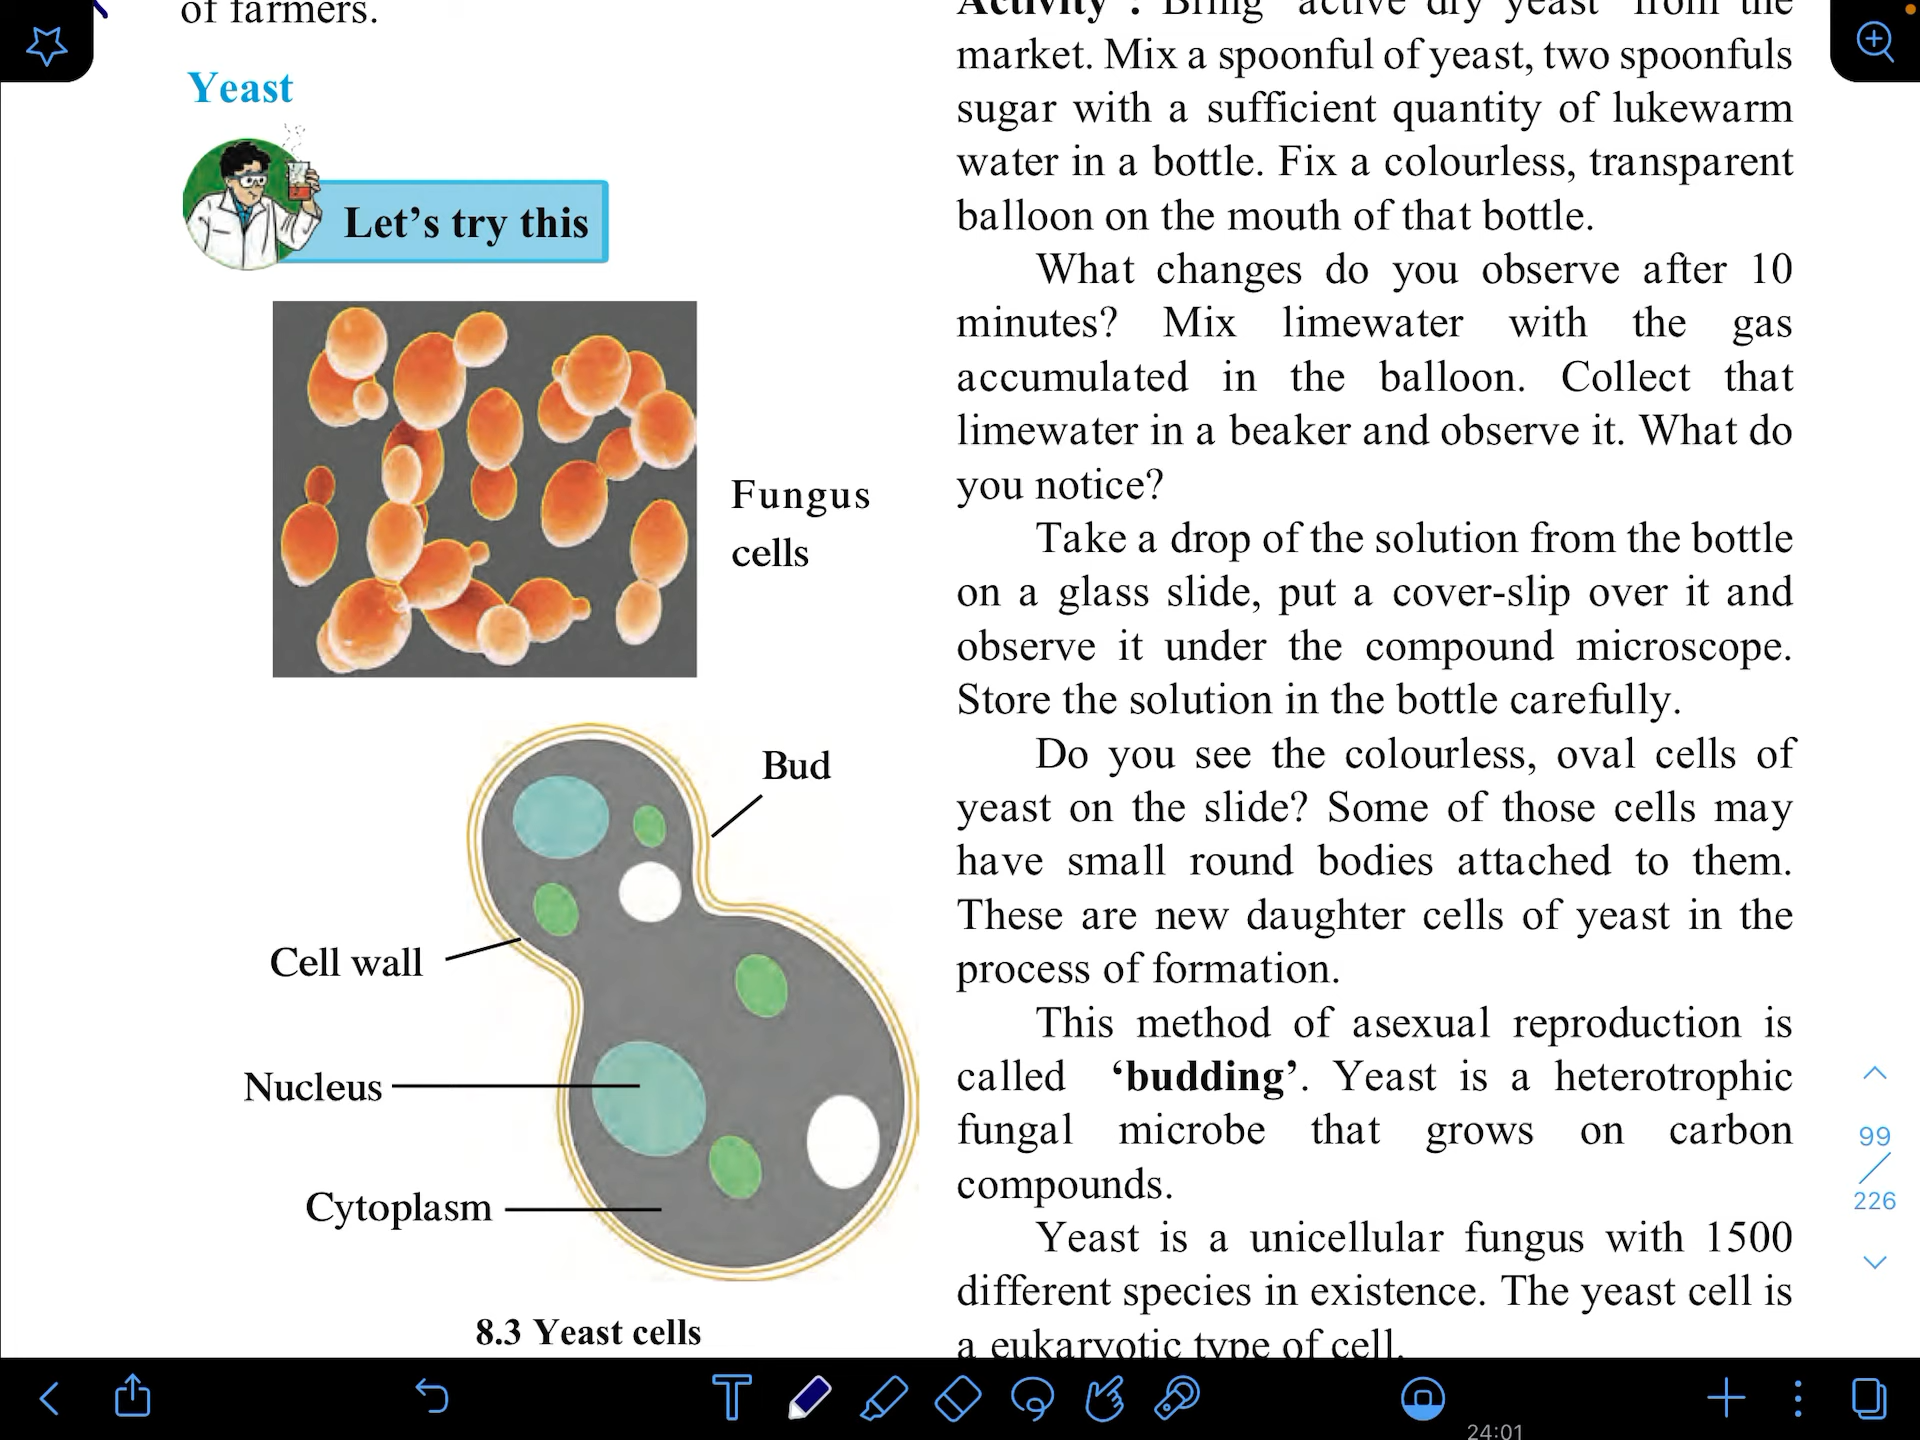 of farmers.
Yeast
Let's try this
Fungus
cells
Bud
Cell wall
Nucleus
Cytoplasm
8.3 Yeast cells
Activity : Bring 'active dry yeast' from the
market. Mix a spoonful of yeast, two spoonfuls
sugar with a sufficient quantity of lukewarm
water in a bottle. Fix a colourless, transparent
balloon on the mouth of that bottle.
What changes do you observe after 10
minutes? Mix limewater with the gas
accumulated in the balloon. Collect that
limewater in a beaker and observe it. What do
you notice?
Take a drop of the solution from the bottle
on a glass slide, put a cover-slip over it and
observe it under the compound microscope.
Store the solution in the bottle carefully.
Do you see the colourless, oval cells of
yeast on the slide? Some of those cells may
have small round bodies attached to them.
These are new daughter cells of yeast in the
process of formation.
This method of asexual reproduction is
called ‘budding’. Yeast is a heterotrophic
fungal microbe that grows on carbon
compounds.
Yeast is a unicellular fungus with 1500
different species in existence. The yeast cell is
a eukaryotic type of cell.
99
226
24:01